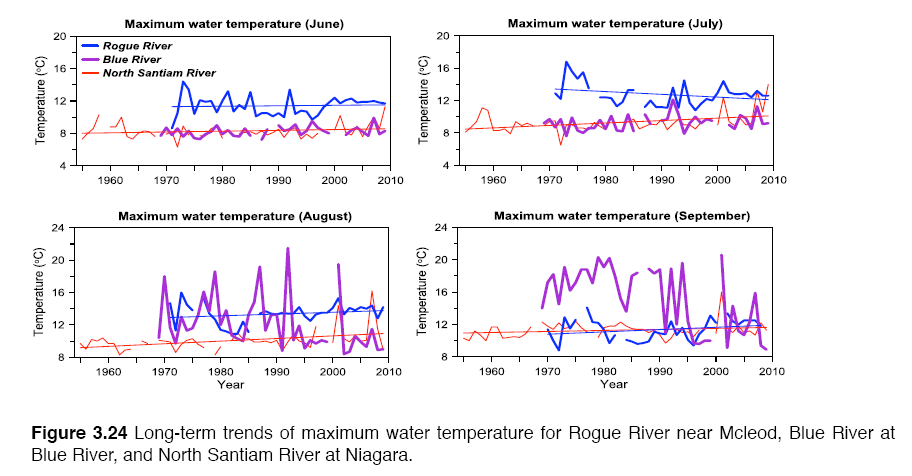 Maximum water temperature (June)
20
16
12
8
4
Temperature (°C)
Rogue River
Blue River
North Santiam River
1960 1970 1980 1990 2000 2010
Maximum water temperature (July)
20
16
12
8
4
Temperature (°C)
1960 1970 1980 1990 2000 2010
Maximum water temperature (August)
24
20
16
12
8
Temperature (°C)
1960 1970 1980 1990 2000 2010
Year
Maximum water temperature (September)
24
20
16
12
8
Temperature (°C)
1960 1970 1980 1990 2000 2010
Year
Figure 3.24 Long-term trends of maximum water temperature for Rogue River near Mcleod, Blue River at
Blue River, and North Santiam River at Niagara.